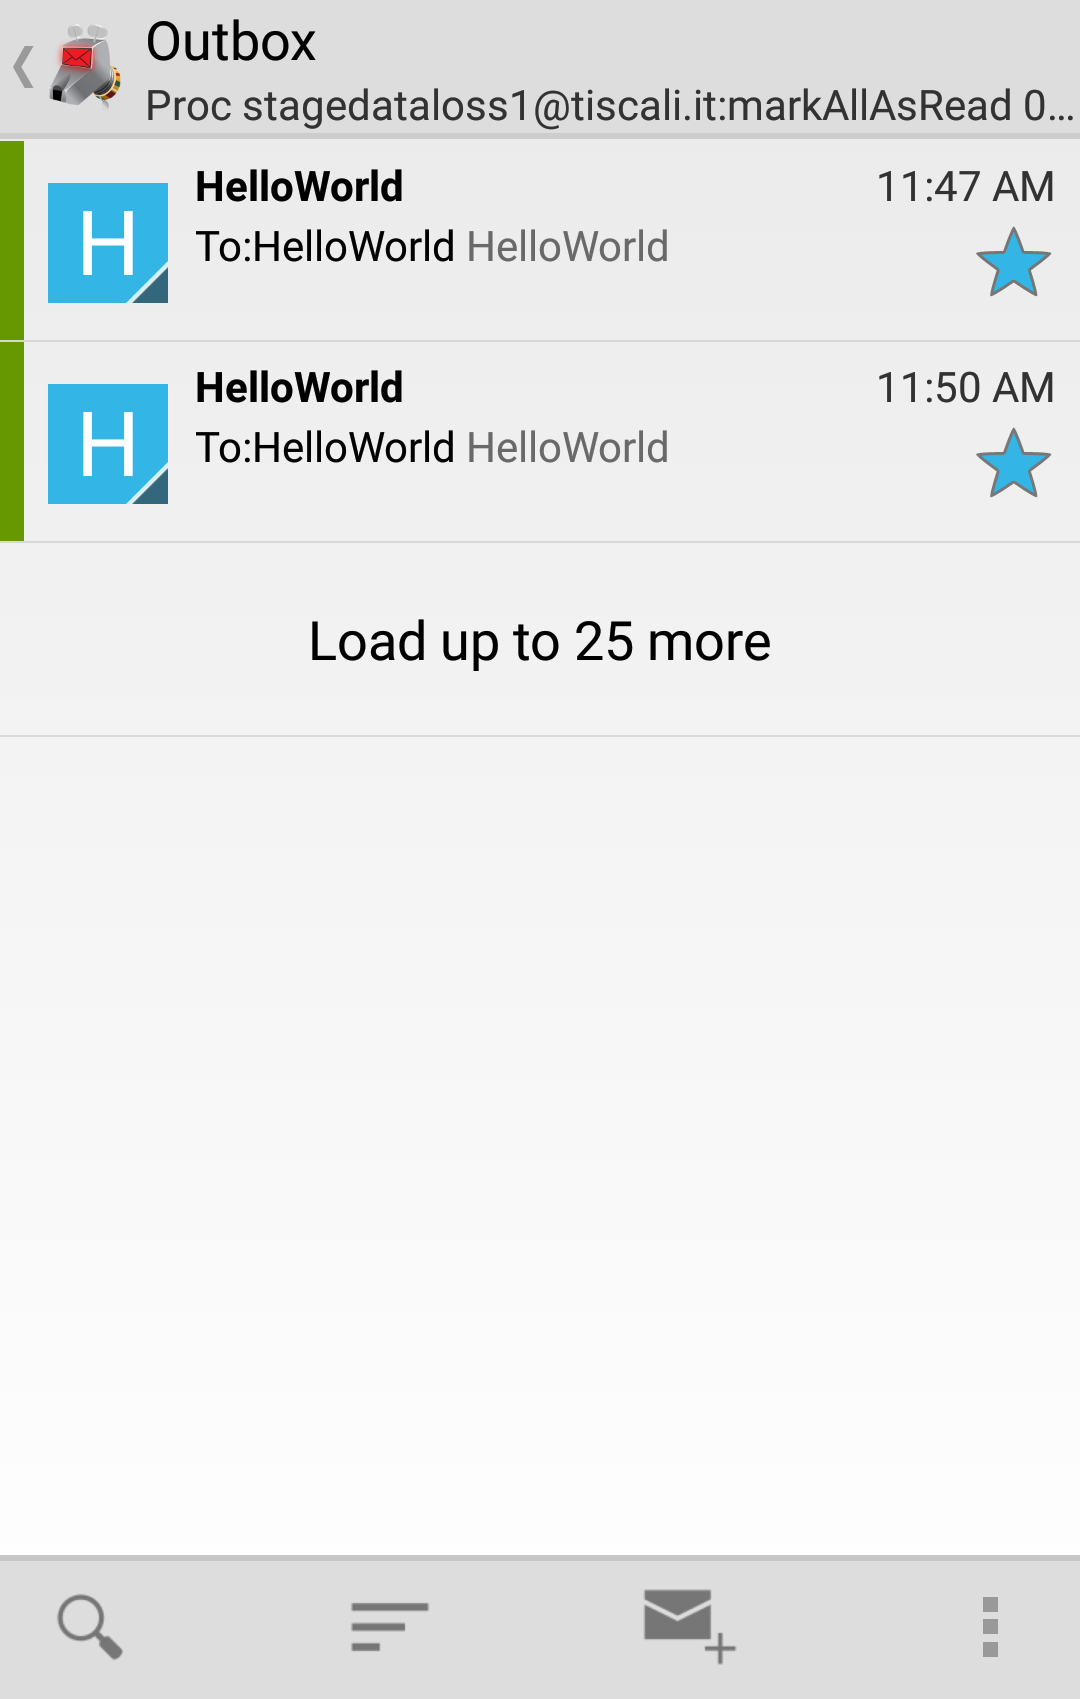 Outbox
Proc stagedataloss1@tiscali.it:markAllAsRead 0...
HelloWorld 11:47 AM
H
To:HelloWorld HelloWorld
HelloWorld 11:50 AM
H
To:HelloWorld HelloWorld
Load up to 25 more